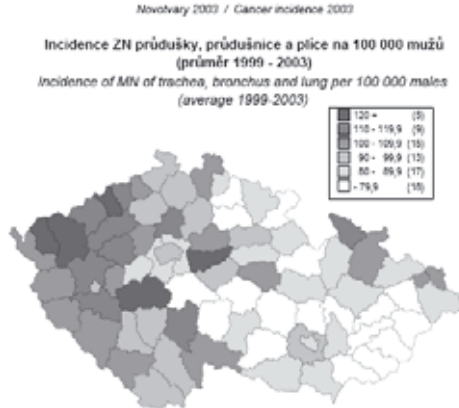 Novotvary 2003 / Cancer incidence 2003
Incidence ZN průdušky, průdušnice a plíce na 100 000 mužů
(průměr 1999 - 2003)
Incidence of MN of trachea, bronchus and lung per 100 000 males
(average 1999-2003)
120 + (5)
110 - 119,9 (9)
100 - 109,9 (15)
90 - 99,9 (13)
80 - 89,9 (17)
- 79,9 (18)